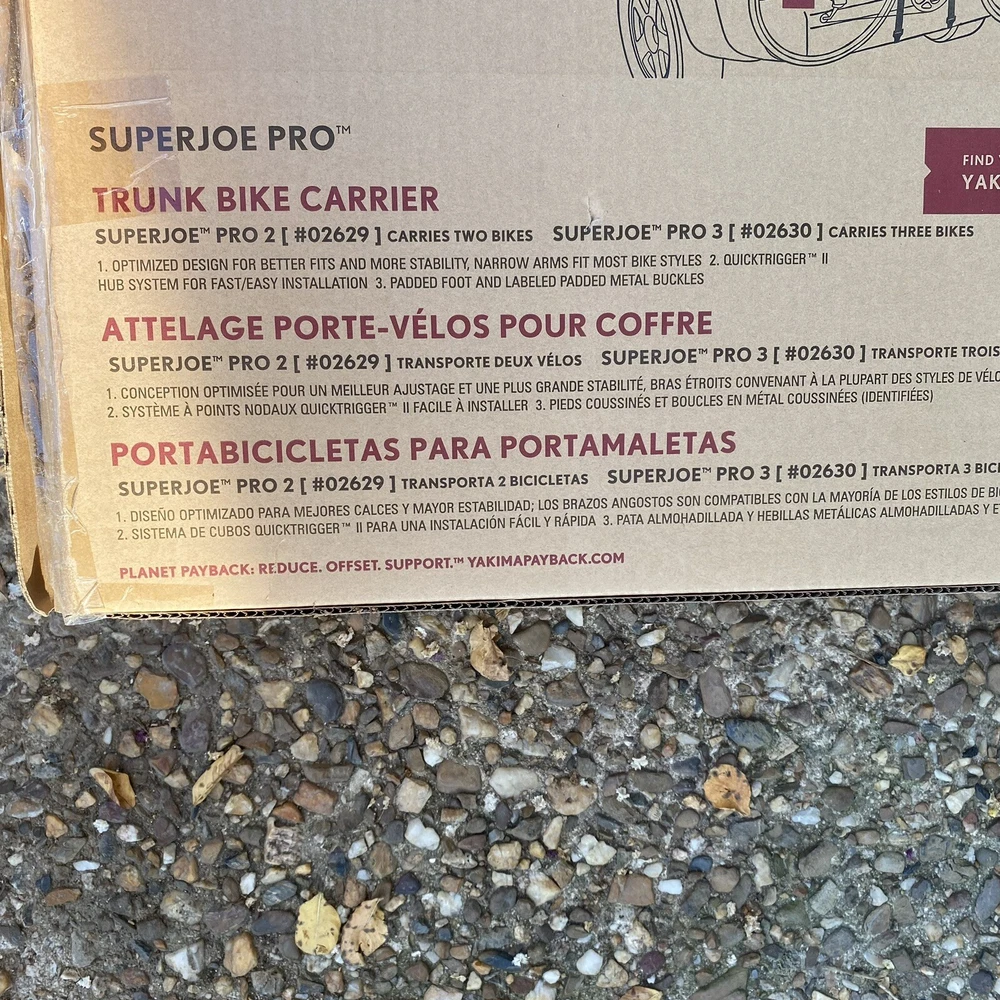 SUPERJOE PRO™
FIND
TRUNK BIKE CARRIER
SUPERJOE™ PRO 2 [ #02629 ] CARRIES TWO BIKES SUPERJOE™ PRO 3 [ #02630 ] CARRIES THREE BIKES
1. OPTIMIZED DESIGN FOR BETTER FITS AND MORE STABILITY, NARROW ARMS FIT MOST BIKE STYLES 2. QUICKTRIGGER™ II
HUB SYSTEM FOR FAST/EASY INSTALLATION 3. PADDED FOOT AND LABELED PADDED METAL BUCKLES
ATTELAGE PORTE-VÉLOS POUR COFFRE
SUPERJOE™ PRO 2 [ #02629 ] TRANSPORTE DEUX VÉLOS SUPERJOE™ PRO 3 [ #02630 ] TRANSPORTE TROIS
1. CONCEPTION OPTIMISÉE POUR UN MEILLEUR AJUSTAGE ET UNE PLUS GRANDE STABILITÉ, BRAS ÉTROITS CONVENANT À LA PLUPART DES STYLES DE
2. SYSTÈME À POINTS NODAUX QUICKTRIGGER™ II FACILE À INSTALLER 3. PIEDS COUSSINÉS ET BOUCLES EN MÉTAL COUSSINÉES (IDENTIFIÉES)
PORTABICICLETAS PARA PORTAMALETAS
SUPERJOE™ PRO 2 [ #02629 ] TRANSPORTA 2 BICICLETAS SUPERJOE™ PRO 3 [ #02630 ] TRANSPORTA 3
1. DISEÑO OPTIMIZADO PARA MEJORES CALCES Y MAYOR ESTABILIDAD; LOS BRAZOS ANGOSTOS SON COMPATIBLES CON LA MAYORÍA DE LOS ESTILOS DE
2. SISTEMA DE CUBOS QUICKTRIGGER™ II PARA UNA INSTALACIÓN FÁCIL Y RÁPIDA 3. PATA ALMOHADILLADA Y HEBILLAS METÁLICAS ALMOHADILLADAS Y
PLANET PAYBACK: REDUCE. OFFSET. SUPPORT.™ YAKIMAPAYBACK.COM